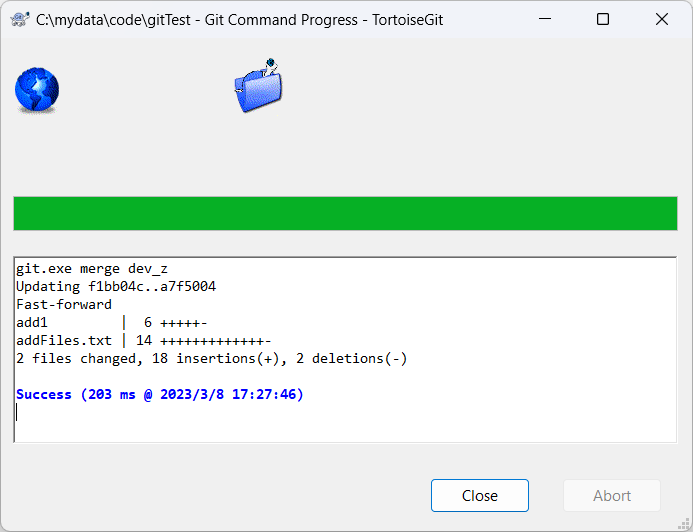 C:\mydata\code\gitTest - Git Command Progress - TortoiseGit
git.exe merge dev_z
Updating f1bb04c..a7f5004
Fast-forward
add1         |  6 +++++-
addFiles.txt | 14 +++++++++++++-
2 files changed, 18 insertions(+), 2 deletions(-)
Success (203 ms @ 2023/3/8 17:27:46)
Close Abort